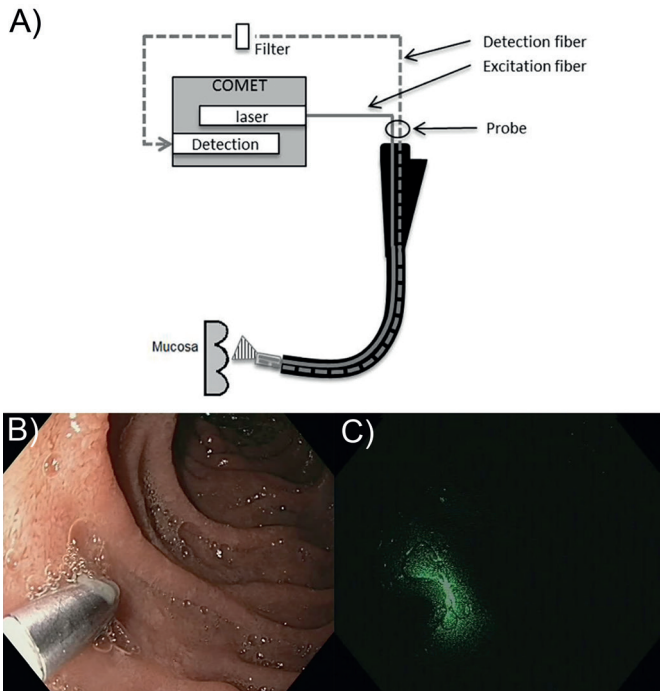 A)
Filter
Detection fiber
Excitation fiber
COMET
laser
Probe
Detection
Mucosa
B)
C)